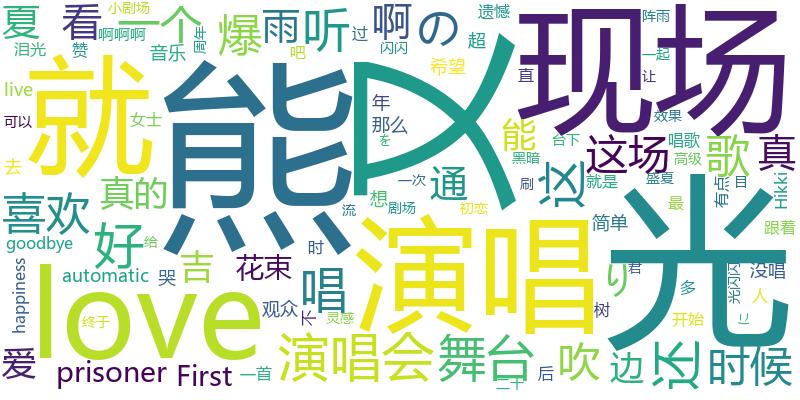 夏
看
小剧场
一个
泪光
赞
啊啊啊
周年
音乐
吧
爆
雨
听
过
啊
闪闪
の
遗憾
超
希望
阵雨
直
一起
让
现场
live
可以
去
就
女士
熊
区
年
那么
を
想
一次
剧场
通
能
黑暗
刷
初恋
这
这场
效果
台下
唱歌
高级
就是
盛夏
歌
真
有点
目
Hikki
最
跟着
喜欢
真的
好
给
goodbye
automatic
哭
吉
花束
时
流
演唱
简单
り
君
树
多
开始
光
没唱
人
光闪闪
に
happiness
love
终于
观众
唱
不
灵感
爱
prisoner
First
一首
演唱会
舞台
二十
后
吹
边
还
时候